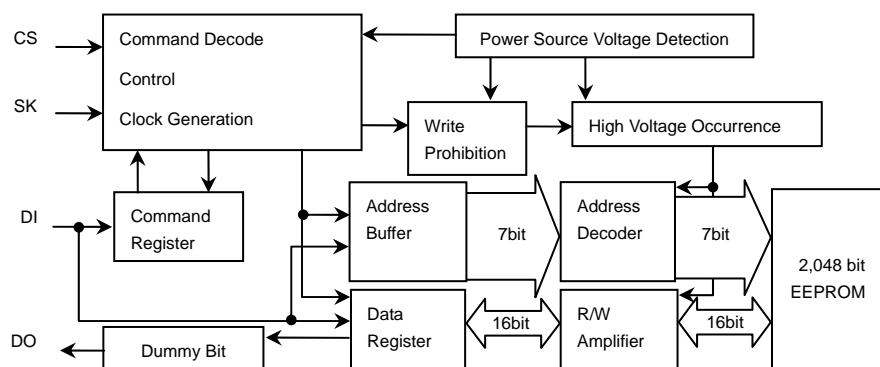 CS
Command Decode
Power Source Voltage Detection
Control
SK
Clock Generation
Write
Prohibition
High Voltage Occurrence
DI
Command
Register
Address
Buffer
7bit
Address
Decoder
7bit
2,048 bit
EEPROM
Data
Register
16bit
R/W
Amplifier
16bit
DO
Dummy Bit